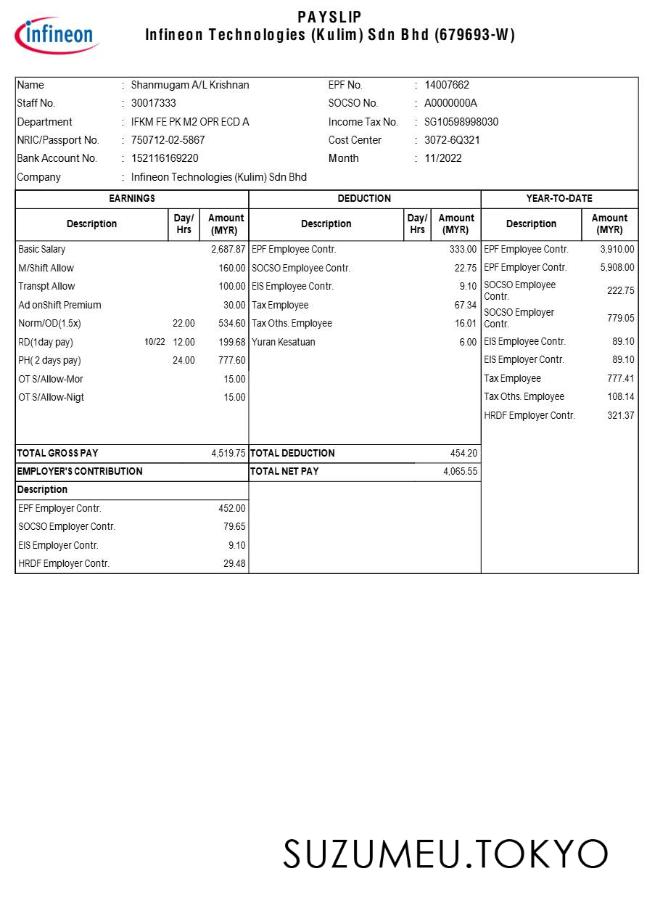 infineon
PAYSLIP
Infineon Technologies (Kulim) Sdn Bhd (679693-W)
Name : Shanmugam A/L Krishnan EPF No. : 14007662
Staff No. : 30017333 SOCSO No. : A0000000A
Department : IFKM FE PK M2 OPR ECD A Income Tax No. : SG10598998030
NRIC/Passport No. : 750712-02-5867 Cost Center : 3072-6Q321
Bank Account No. : 152116169220 Month : 11/2022
Company : Infineon Technologies (Kulim) Sdn Bhd
EARNINGS DEDUCTION YEAR-TO-DATE
Description Day/Hrs Amount (MYR) Description Day/Hrs Amount (MYR) Description Amount (MYR)
Basic Salary 2,687.87 EPF Employee Contr. 333.00 EPF Employee Contr. 3,910.00
M/Shift Allow 160.00 SOCSO Employee Contr. 22.75 EPF Employer Contr. 5,908.00
Transpt Allow 100.00 EIS Employee Contr. 9.10 SOCSO Employee Contr. 222.75
Ad onShift Premium 30.00 Tax Employee 67.34 SOCSO Employer Contr. 779.05
Norm/OD(1.5x) 22.00 534.60 Tax Oths. Employee 16.01
RD(1day pay) 10/22 12.00 199.68 Yuran Kesatuan 6.00 EIS Employee Contr. 89.10
PH( 2 days pay) 24.00 777.60 EIS Employer Contr. 89.10
OT S/Allow-Mor 15.00 Tax Employee 777.41
OT S/Allow-Nigt 15.00 Tax Oths. Employee 108.14
HRDF Employer Contr. 321.37
TOTAL GROSS PAY 4,519.75 TOTAL DEDUCTION 454.20
EMPLOYER'S CONTRIBUTION TOTAL NET PAY 4,065.55
Description
EPF Employer Contr. 452.00
SOCSO Employer Contr. 79.65
EIS Employer Contr. 9.10
HRDF Employer Contr. 29.48
SUZUMEU.TOKYO